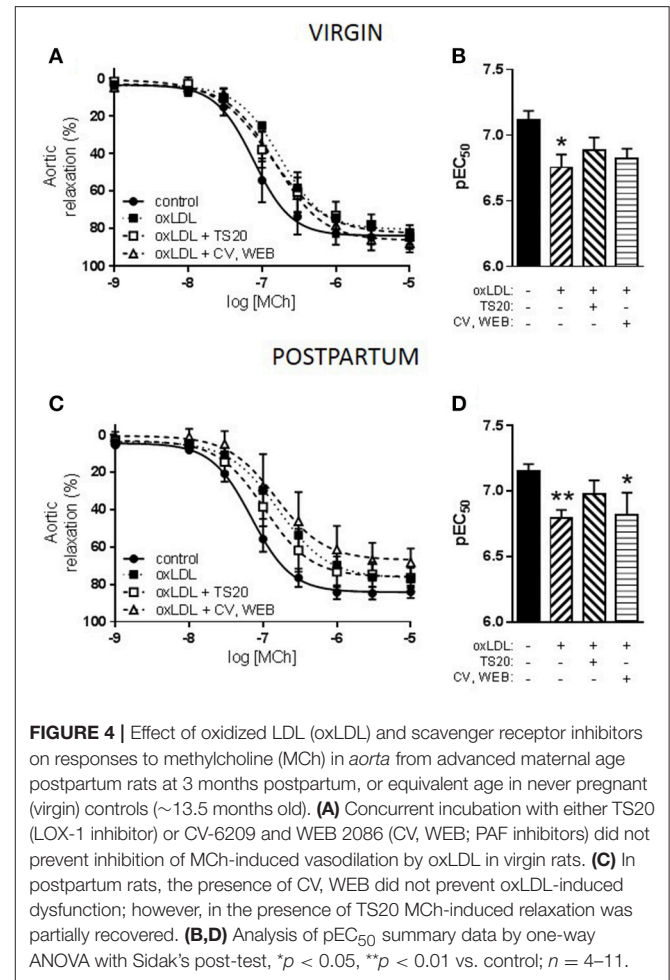 VIRGIN
A
0
20
40
60
80
100
Aortic
relaxation (%)
control
oxLDL
oxLDL + TS20
oxLDL + CV, WEB
-9
-8
-7
-6
-5
log [MCh]
B
7.5
7.0
6.5
6.0
pEC50
*
oxLDL: - + + +
TS20: - - + -
CV, WEB: - - - +
POSTPARTUM
C
0
20
40
60
80
100
Aortic
relaxation (%)
control
oxLDL
oxLDL + TS20
oxLDL + CV, WEB
-9
-8
-7
-6
-5
log [MCh]
D
7.5
7.0
6.5
6.0
pEC50
**
*
oxLDL: - + + +
TS20: - - + -
CV, WEB: - - - +
FIGURE 4 | Effect of oxidized LDL (oxLDL) and scavenger receptor inhibitors
on responses to methylcholine (MCh) in aorta from advanced maternal age
postpartum rats at 3 months postpartum, or equivalent age in never pregnant
(virgin) controls (~13.5 months old). (A) Concurrent incubation with either TS20
(LOX-1 inhibitor) or CV-6209 and WEB 2086 (CV, WEB; PAF inhibitors) did not
prevent inhibition of MCh-induced vasodilation by oxLDL in virgin rats. (C) In
postpartum rats, the presence of CV, WEB did not prevent oxLDL-induced
dysfunction; however, in the presence of TS20 MCh-induced relaxation was
partially recovered. (B,D) Analysis of pEC50 summary data by one-way
ANOVA with Sidak's post-test, *p < 0.05, **p < 0.01 vs. control; n = 4–11.